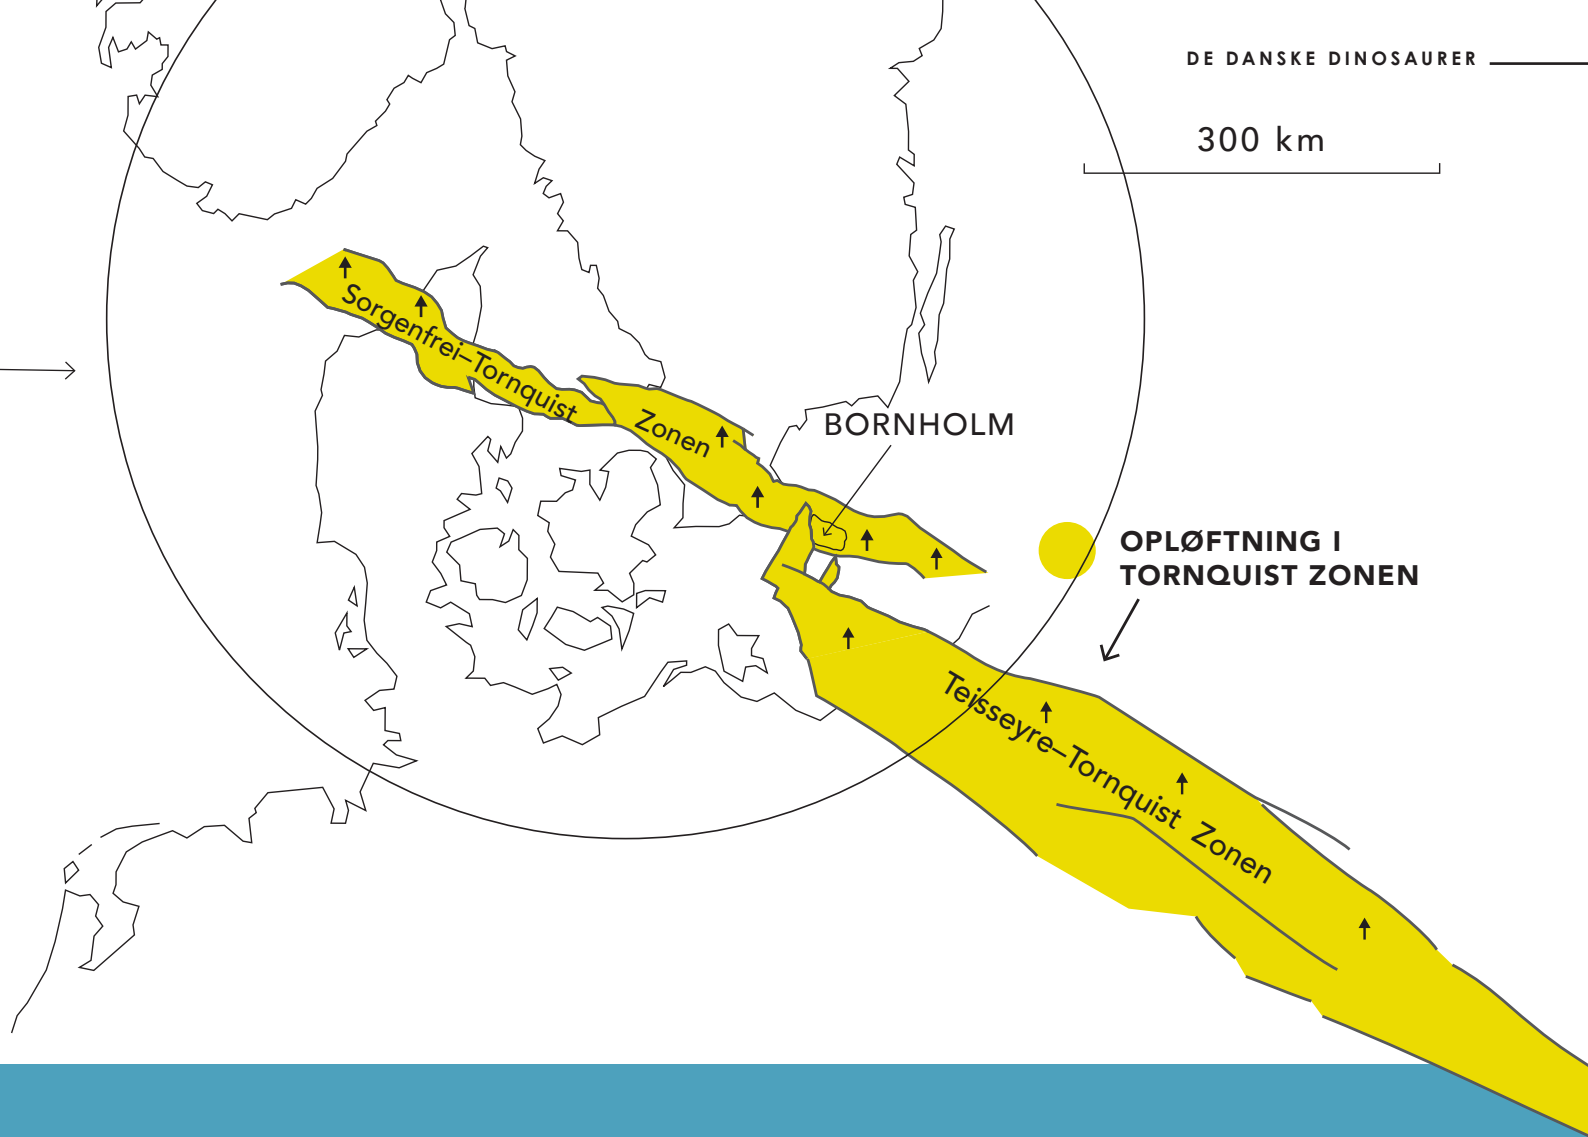 DE DANSKE DINOSAURER
300 km
Sorgenfrei–Tornquist Zonen
BORNHOLM
OPLØFTNING I
TORNQUIST ZONEN
Teisseyre–Tornquist Zonen